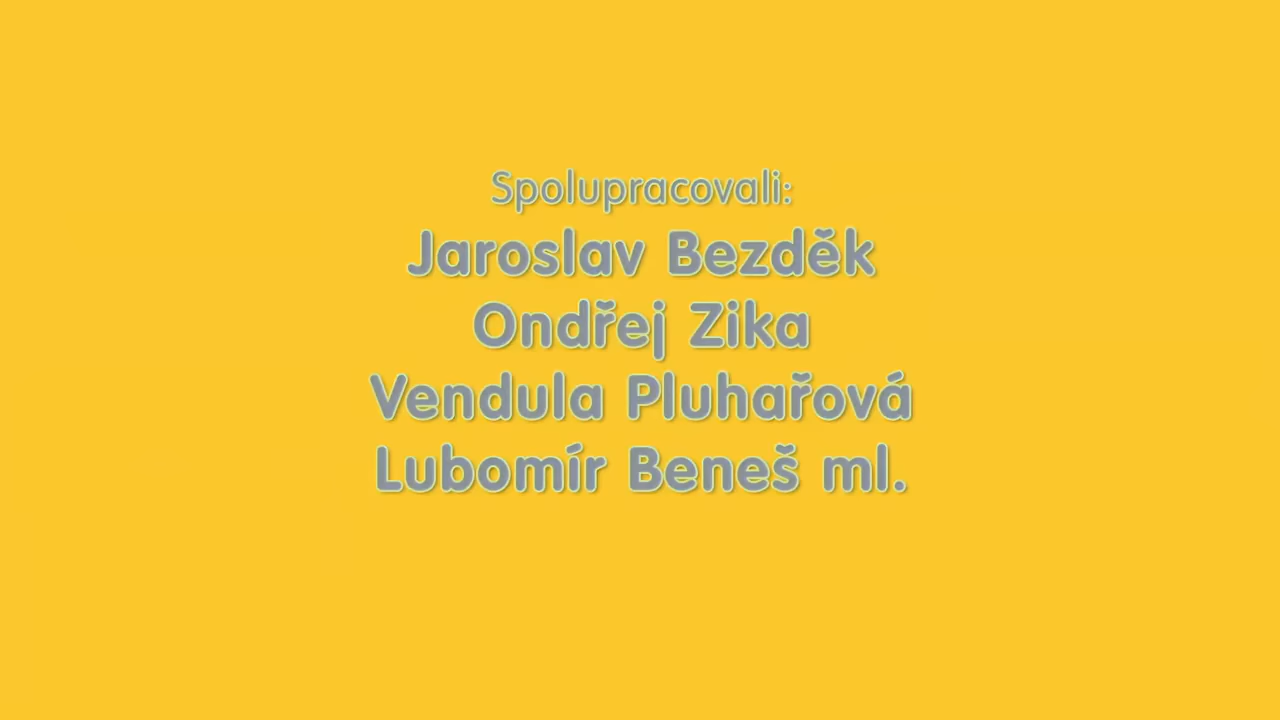 Spolupracovali:
Jaroslav Bezděk
Ondřej Zika
Vendula Pluhařová
Lubomír Beneš ml.